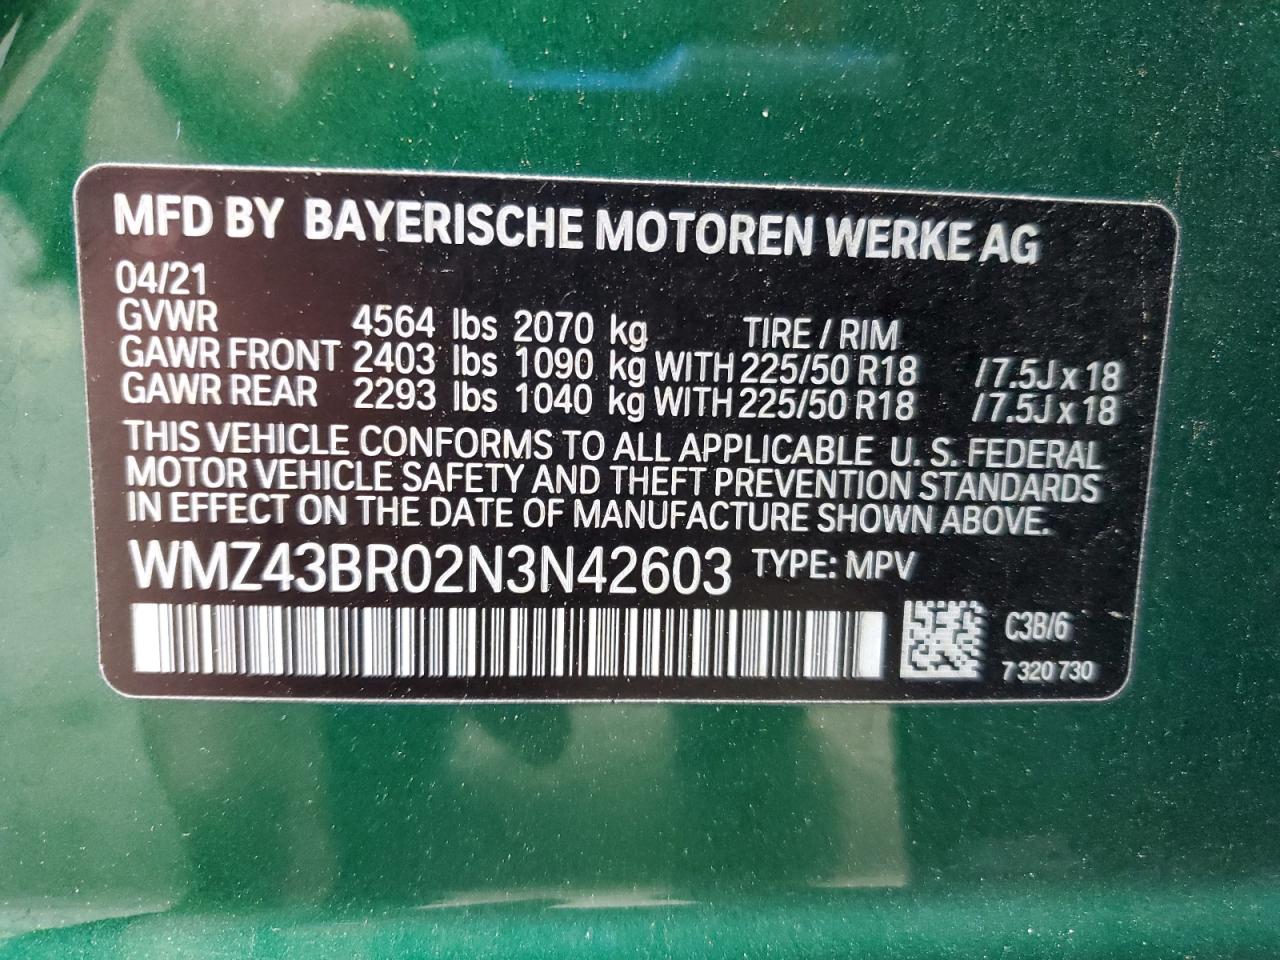 MFD BY BAYERISCHE MOTOREN WERKE AG
04/21
GVWR 4564 lbs 2070 kg TIRE / RIM
GAWR FRONT 2403 lbs 1090 kg WITH 225/50 R18 /7.5J x 18
GAWR REAR 2293 lbs 1040 kg WITH 225/50 R18 /7.5J x 18
THIS VEHICLE CONFORMS TO ALL APPLICABLE U. S. FEDERAL
MOTOR VEHICLE SAFETY AND THEFT PREVENTION STANDARDS
IN EFFECT ON THE DATE OF MANUFACTURE SHOWN ABOVE.
WMZ43BR02N3N42603 TYPE: MPV
C3B/6
7 320 730